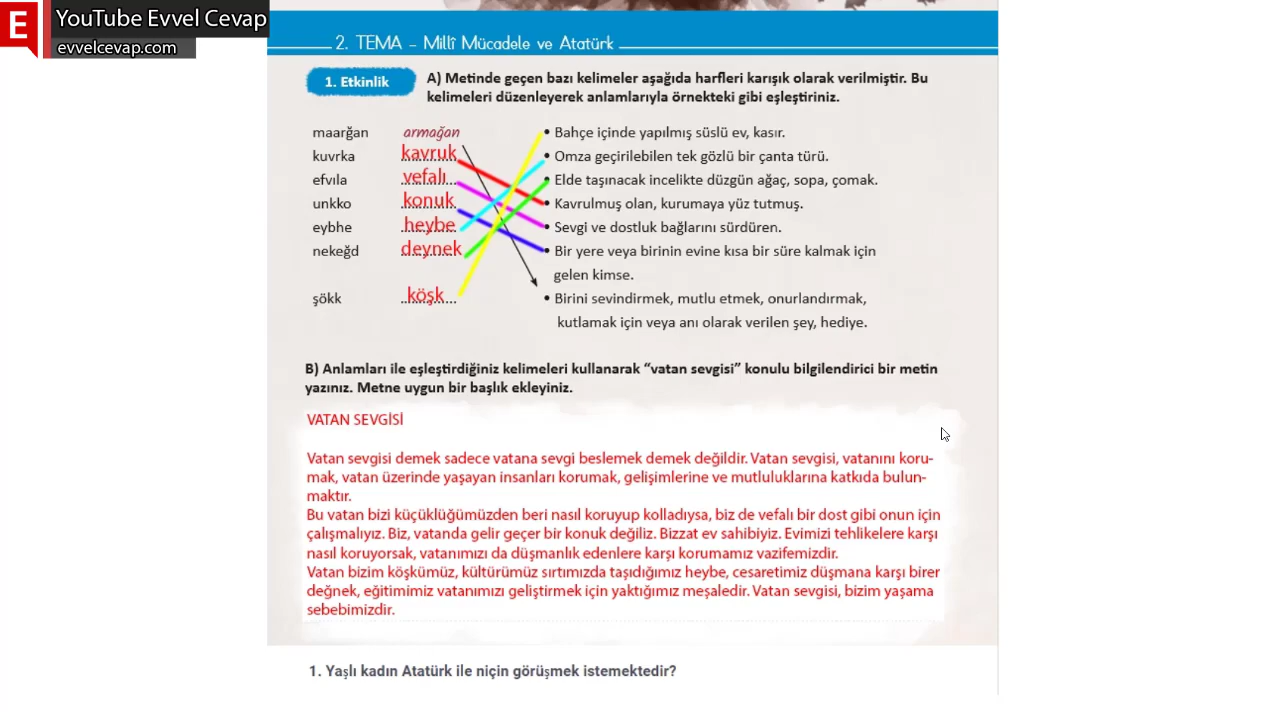 E
YouTube Evvel Cevap
evvelcevap.com
2. TEMA – Millî Mücadele ve Atatürk
1. Etkinlik
A) Metinde geçen bazı kelimeler aşağıda harfleri karışık olarak verilmiştir. Bu
kelimeleri düzenleyerek anlamlarıyla örnekteki gibi eşleştiriniz.
maarğan armağan • Bahçe içinde yapılmış süslü ev, kasır.
kuvrka kavruk • Omza geçirilebilen tek gözlü bir çanta türü.
efvıla vefalı • Elde taşınacak incelikte düzgün ağaç, sopa, çomak.
unkko konuk • Kavrulmuş olan, kurumaya yüz tutmuş.
eybhe heybe • Sevgi ve dostluk bağlarını sürdüren.
nekeğd deynek • Bir yere veya birinin evine kısa bir süre kalmak için
gelen kimse.
şökk köşk • Birini sevindirmek, mutlu etmek, onurlandırmak,
kutlamak için veya anı olarak verilen şey, hediye.
B) Anlamları ile eşleştirdiğiniz kelimeleri kullanarak “vatan sevgisi” konulu bilgilendirici bir metin
yazınız. Metne uygun bir başlık ekleyiniz.
VATAN SEVGİSİ
Vatan sevgisi demek sadece vatana sevgi beslemek demek değildir. Vatan sevgisi, vatanını koru-
mak, vatan üzerinde yaşayan insanları korumak, gelişimlerine ve mutluluklarına katkıda bulun-
maktır.
Bu vatan bizi küçüklüğümüzden beri nasıl koruyup kolladıysa, biz de vefalı bir dost gibi onun için
çalışmalıyız. Biz, vatanda gelir geçer bir konuk değiliz. Bizzat ev sahibiyiz. Evimizi tehlikelere karşı
nasıl koruyorsak, vatanımızı da düşmanlık edenlere karşı korumamız vazifemizdir.
Vatan bizim köşkümüz, kültürümüz sırtımızda taşıdığımız heybe, cesaretimiz düşmana karşı birer
değnek, eğitimimiz vatanımızı geliştirmek için yaktığımız meşaledir. Vatan sevgisi, bizim yaşama
sebebimizdir.
1. Yaşlı kadın Atatürk ile niçin görüşmek istemektedir?